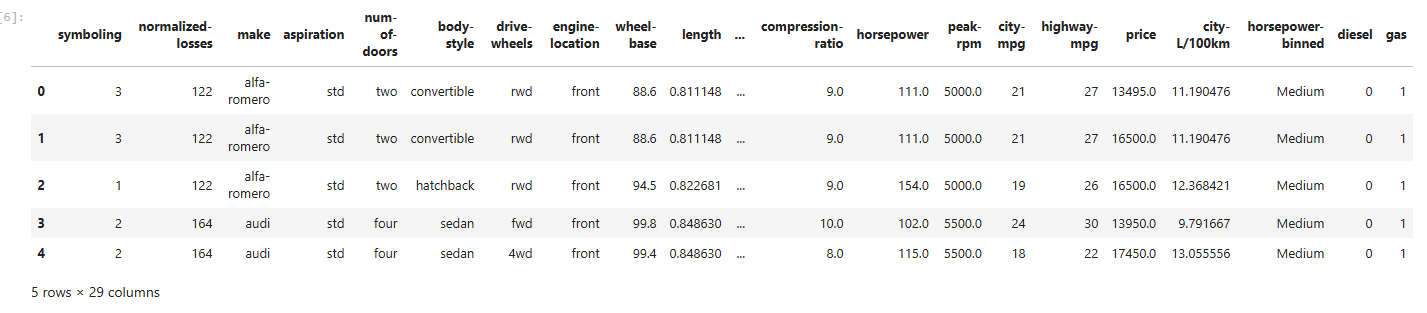 [6]:
symboling normalized-losses make aspiration num-of-doors body-style drive-wheels engine-location wheel-base length ... compression-ratio horsepower peak-rpm city-mpg highway-mpg price city-L/100km horsepower-binned diesel gas
0 3 122 alfa-romero std two convertible rwd front 88.6 0.811148 ... 9.0 111.0 5000.0 21 27 13495.0 11.190476 Medium 0 1
1 3 122 alfa-romero std two convertible rwd front 88.6 0.811148 ... 9.0 111.0 5000.0 21 27 16500.0 11.190476 Medium 0 1
2 1 122 alfa-romero std two hatchback rwd front 94.5 0.822681 ... 9.0 154.0 5000.0 19 26 16500.0 12.368421 Medium 0 1
3 2 164 audi std four sedan fwd front 99.8 0.848630 ... 10.0 102.0 5500.0 24 30 13950.0 9.791667 Medium 0 1
4 2 164 audi std four sedan 4wd front 99.4 0.848630 ... 8.0 115.0 5500.0 18 22 17450.0 13.055556 Medium 0 1
5 rows × 29 columns